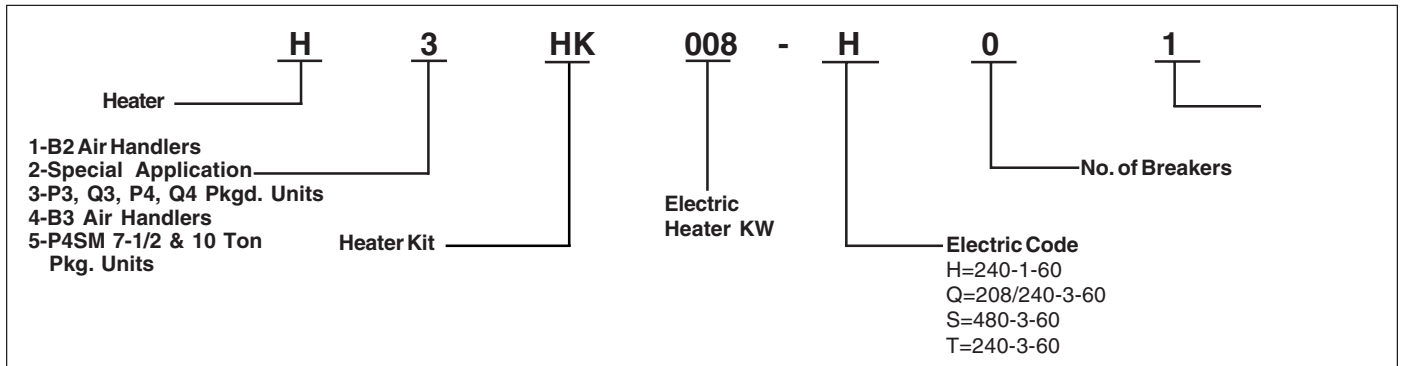 H 3 HK 008 - H 0 1
Heater
1-B2 Air Handlers
2-Special Application
3-P3, Q3, P4, Q4 Pkgd. Units
4-B3 Air Handlers
5-P4SM 7-1/2 & 10 Ton
Pkg. Units
Heater Kit
Electric
Heater KW
No. of Breakers
Electric Code
H=240-1-60
Q=208/240-3-60
S=480-3-60
T=240-3-60